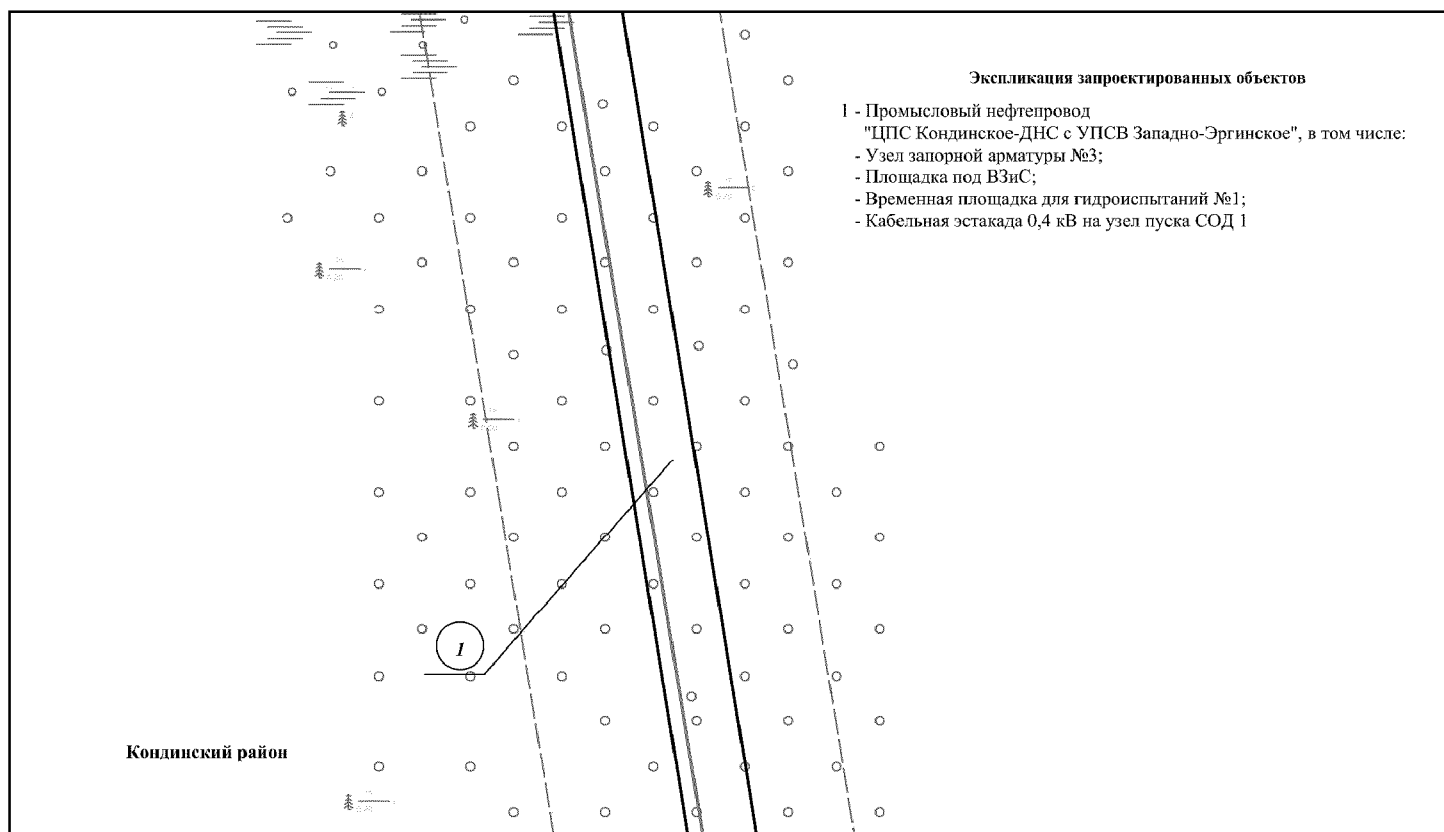 Экспликация запроектированных объектов
1 - Промысловый нефтепровод
"ЦПС Кондинское-ДНС с УПСВ Западно-Эргинское", в том числе:
- Узел запорной арматуры №3;
- Площадка под ВЗиС;
- Временная площадка для гидроиспытаний №1;
- Кабельная эстакада 0,4 кВ на узел пуска СОД 1
1
Кондинский район